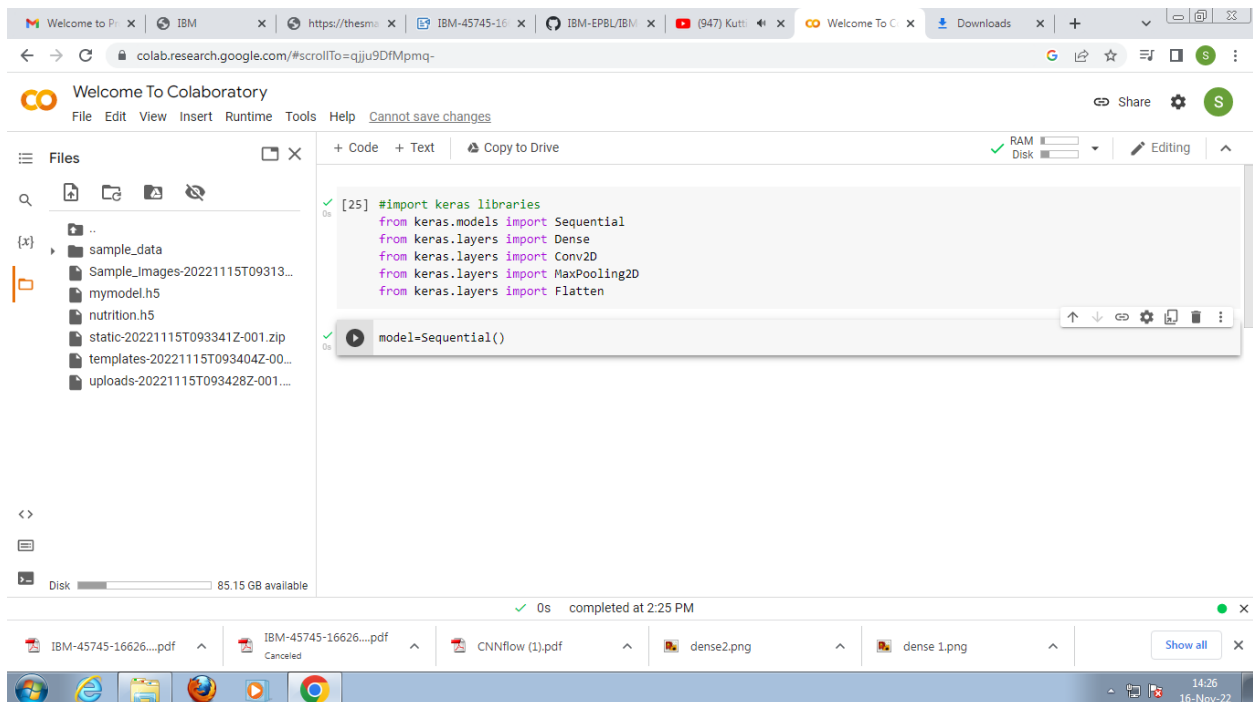 Welcome to Pr
IBM
https://thesma
IBM-45745-16
IBM-EPBL/IBM
(947) Kutti
Welcome To C
Downloads
colab.research.google.com/#scrollTo=qjju9DfMpmq-
G
S
Welcome To Colaboratory
Share
S
File Edit View Insert Runtime Tools Help Cannot save changes
Files
+ Code + Text Copy to Drive
RAM
Disk
Editing
{x}
..
sample_data
Sample_Images-20221115T09313...
mymodel.h5
nutrition.h5
static-20221115T093341Z-001.zip
templates-20221115T093404Z-00...
uploads-20221115T093428Z-001....
0s
[25] #import keras libraries
from keras.models import Sequential
from keras.layers import Dense
from keras.layers import Conv2D
from keras.layers import MaxPooling2D
from keras.layers import Flatten
0s
model=Sequential()
Disk 85.15 GB available
0s completed at 2:25 PM
IBM-45745-16626....pdf
IBM-45745-16626....pdf
Canceled
CNNflow (1).pdf
dense2.png
dense 1.png
Show all
14:26
16-Nov-22